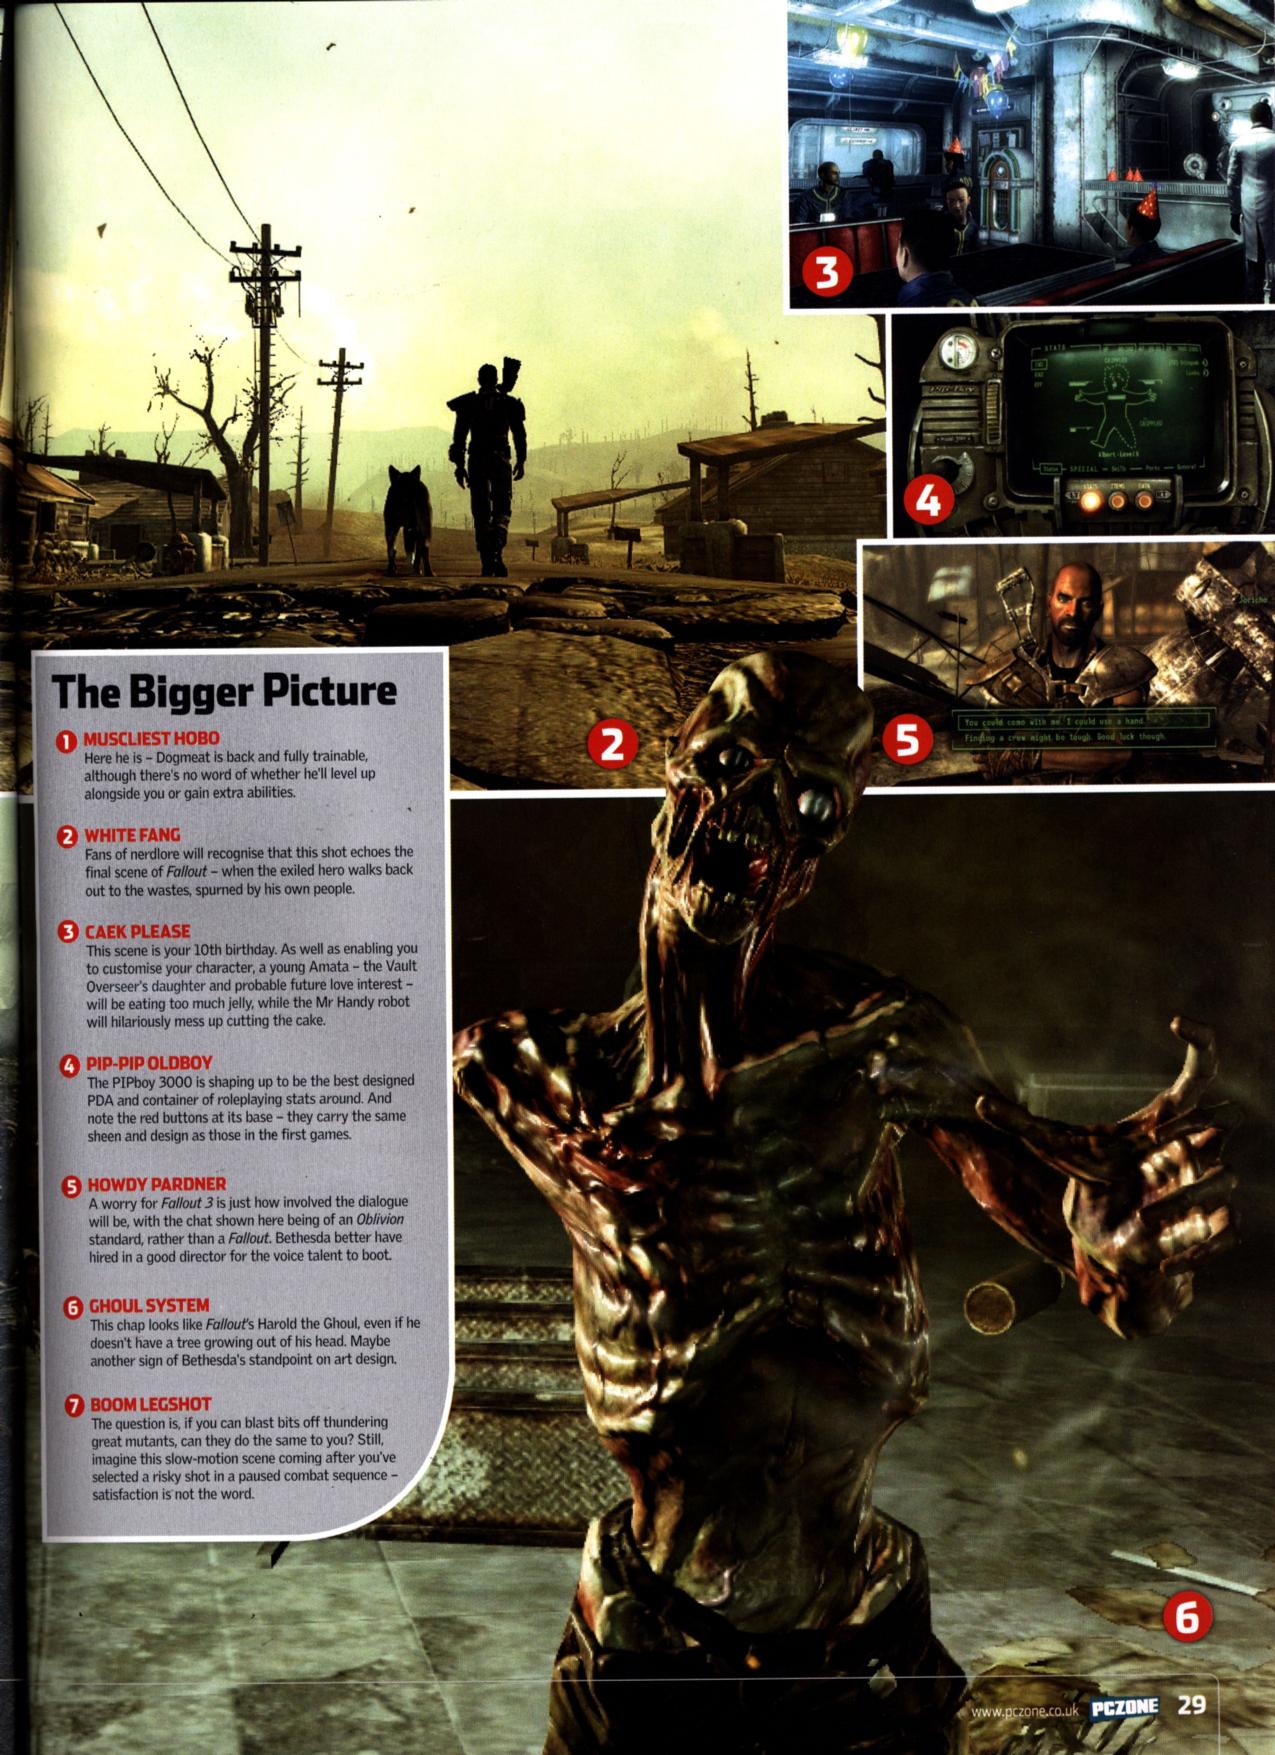 3
STATS
CRIPPLED
CRIPPLED
Albert-Level
Status SPECIAL Skills Perks General
STATS ITEMS DATA
4
Jericho
You could come with me. I could use a hand.
Finding a crew might be tough. Good luck though.
5
2
The Bigger Picture
1 MUSCLIEST HOBO
Here he is – Dogmeat is back and fully trainable,
although there's no word of whether he'll level up
alongside you or gain extra abilities.
2 WHITE FANG
Fans of nerdlore will recognise that this shot echoes the
final scene of Fallout – when the exiled hero walks back
out to the wastes, spurned by his own people.
3 CAEK PLEASE
This scene is your 10th birthday. As well as enabling you
to customise your character, a young Amata – the Vault
Overseer's daughter and probable future love interest –
will be eating too much jelly, while the Mr Handy robot
will hilariously mess up cutting the cake.
4 PIP-PIP OLDBOY
The PIPboy 3000 is shaping up to be the best designed
PDA and container of roleplaying stats around. And
note the red buttons at its base – they carry the same
sheen and design as those in the first games.
5 HOWDY PARDNER
A worry for Fallout 3 is just how involved the dialogue
will be, with the chat shown here being of an Oblivion
standard, rather than a Fallout. Bethesda better have
hired in a good director for the voice talent to boot.
6 GHOUL SYSTEM
This chap looks like Fallout's Harold the Ghoul, even if he
doesn't have a tree growing out of his head. Maybe
another sign of Bethesda's standpoint on art design.
7 BOOM LEGSHOT
The question is, if you can blast bits off thundering
great mutants, can they do the same to you? Still,
imagine this slow-motion scene coming after you've
selected a risky shot in a paused combat sequence –
satisfaction is not the word.
6
www.pczone.co.uk PCZONE 29